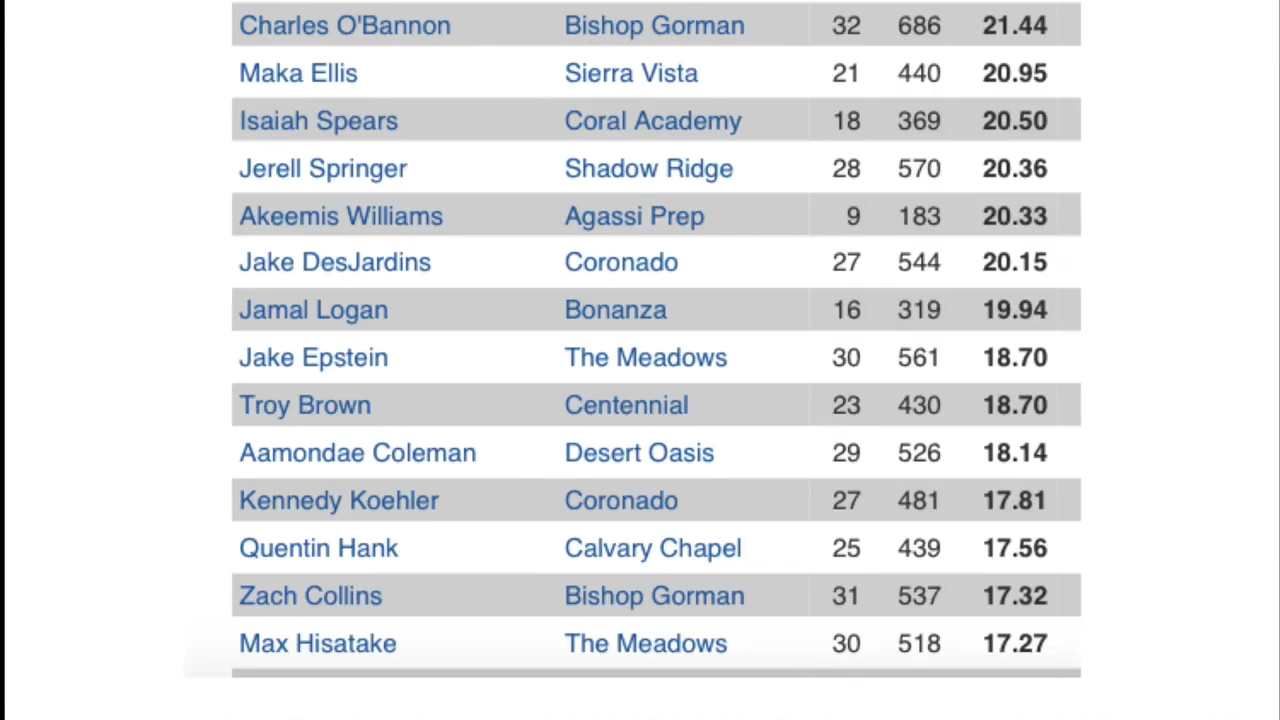 Charles O'Bannon Bishop Gorman 32 686 21.44
Maka Ellis Sierra Vista 21 440 20.95
Isaiah Spears Coral Academy 18 369 20.50
Jerell Springer Shadow Ridge 28 570 20.36
Akeemis Williams Agassi Prep 9 183 20.33
Jake DesJardins Coronado 27 544 20.15
Jamal Logan Bonanza 16 319 19.94
Jake Epstein The Meadows 30 561 18.70
Troy Brown Centennial 23 430 18.70
Aamondae Coleman Desert Oasis 29 526 18.14
Kennedy Koehler Coronado 27 481 17.81
Quentin Hank Calvary Chapel 25 439 17.56
Zach Collins Bishop Gorman 31 537 17.32
Max Hisatake The Meadows 30 518 17.27